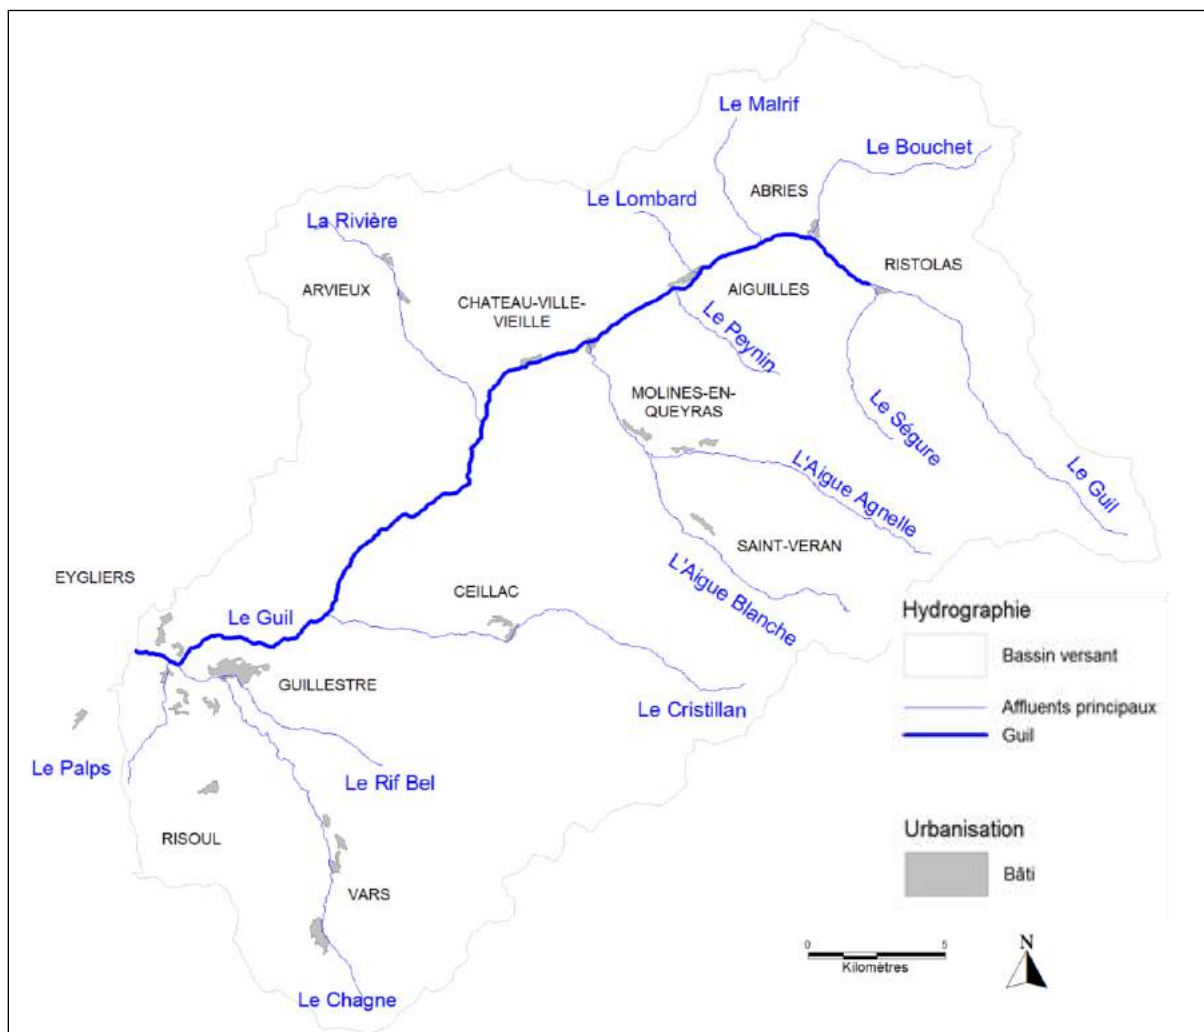 Le Malrif
Le Bouchet
ABRIES
Le Lombard
La Rivière
RISTOLAS
ARVIEUX
AIGUILLES
CHATEAU-VILLE-
VIEILLE
Le Peynin
MOLINES-EN-
QUEYRAS
Le Ségure
L'Aigue Agnelle
Le Guil
SAINT-VERAN
EYGLIERS
L'Aigue Blanche
CEILLAC
Le Guil
GUILLESTRE
Le Cristillan
Le Palps
Le Rif Bel
RISOUL
VARS
Le Chagne
Hydrographie
Bassin versant
Affluents principaux
Guil
Urbanisation
Bâti
0 5
Kilomètres
N